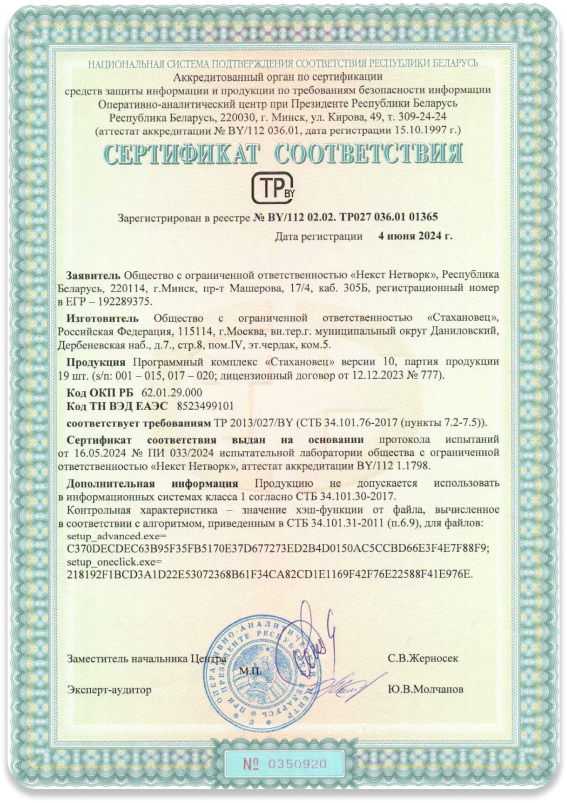 НАЦИОНАЛЬНАЯ СИСТЕМА ПОДТВЕРЖДЕНИЯ СООТВЕТСТВИЯ РЕСПУБЛИКИ БЕЛАРУСЬ
Аккредитованный орган по сертификации
средств защиты информации и продукции по требованиям безопасности информации
Оперативно-аналитический центр при Президенте Республики Беларусь
Республика Беларусь, 220030, г. Минск, ул. Кирова, 49, т. 309-24-24
(аттестат аккредитации № BY/112 036.01, дата регистрации 15.10.1997 г.)
СЕРТИФИКАТ СООТВЕТСТВИЯ
ТР BY
Зарегистрирован в реестре № BY/112 02.02. ТР027 036.01 01365
Дата регистрации 4 июня 2024 г.
Заявитель Общество с ограниченной ответственностью «Некст Нетворк», Республика
Беларусь, 220114, г.Минск, пр-т Машерова, 17/4, каб. 305Б, регистрационный номер
в ЕГР – 192289375.
Изготовитель Общество с ограниченной ответственностью «Стахановец»,
Российская Федерация, 115114, г.Москва, вн.тер.г. муниципальный округ Даниловский,
Дербеневская наб., д.7., стр.8, пом.IV, эт.чердак, ком.5.
Продукция Программный комплекс «Стахановец» версии 10, партия продукции
19 шт. (s/n: 001 – 015, 017 – 020; лицензионный договор от 12.12.2023 № 777).
Код ОКП РБ 62.01.29.000
Код ТН ВЭД ЕАЭС 8523499101
соответствует требованиям ТР 2013/027/BY (СТБ 34.101.76-2017 (пункты 7.2-7.5)).
Сертификат соответствия выдан на основании протокола испытаний
от 16.05.2024 № ПИ 033/2024 испытательной лаборатории общества с ограниченной
ответственностью «Некст Нетворк», аттестат аккредитации BY/112 1.1798.
Дополнительная информация Продукцию не допускается использовать
в информационных системах класса 1 согласно СТБ 34.101.30-2017.
Контрольная характеристика – значение хэш-функции от файла, вычисленное
в соответствии с алгоритмом, приведенным в СТБ 34.101.31-2011 (п.6.9), для файлов:
setup_advanced.exe=
C370DECDEC63B95F35FB5170E37D677273ED2B4D0150AC5CCBD66E3F4E7F88F9;
setup_oneclick.exe=
218192F1BCD3A1D22E53072368B61F34CA82CD1E1169F42F76E22588F41E976E.
Заместитель начальника Центра
С.В.Жерносек
М.П.
Эксперт-аудитор
Ю.В.Молчанов
ОПЕРАТИВНО-АНАЛИТИЧЕСКИЙ ЦЕНТР
ПРИ ПРЕЗИДЕНТЕ РЕСПУБЛИКИ БЕЛАРУСЬ
№ 0350920